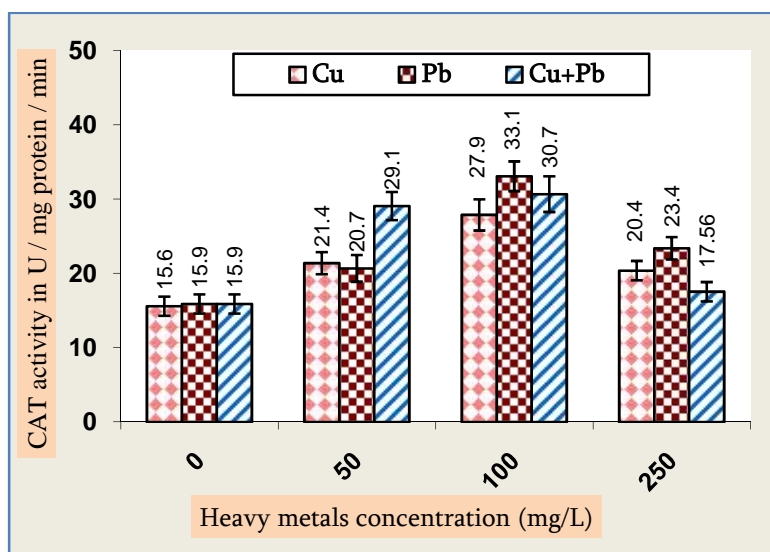 CAT activity in U / mg protein / min
50
40
30
20
10
0
Cu Pb Cu+Pb
15.6 15.9 15.9
21.4 20.7 29.1
27.9 33.1 30.7
20.4 23.4 17.56
0 50 100 250
Heavy metals concentration (mg/L)